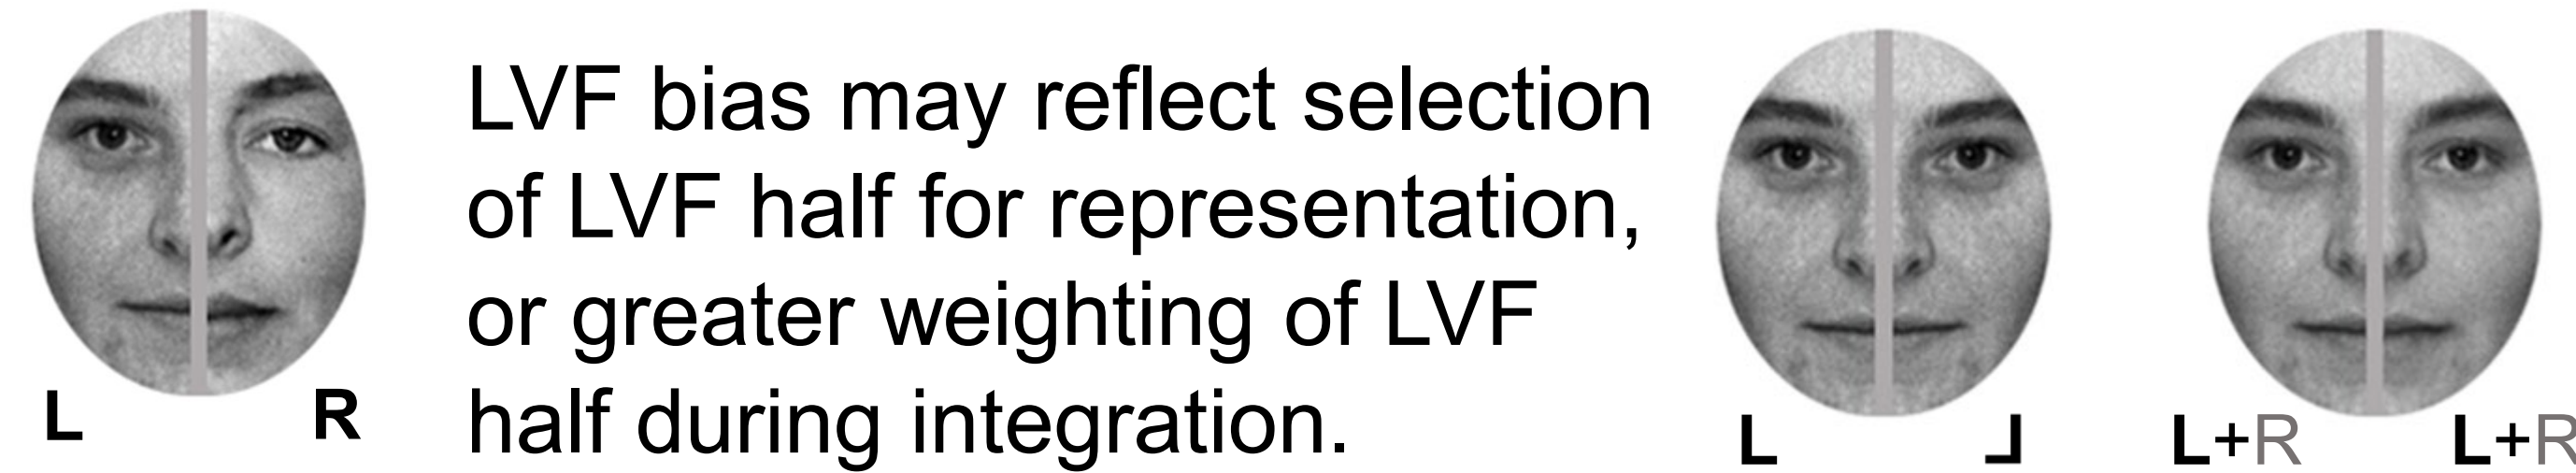 LVF bias may reflect selection
of LVF half for representation,
or greater weighting of LVF
half during integration.
L R
L L
L+R L+R